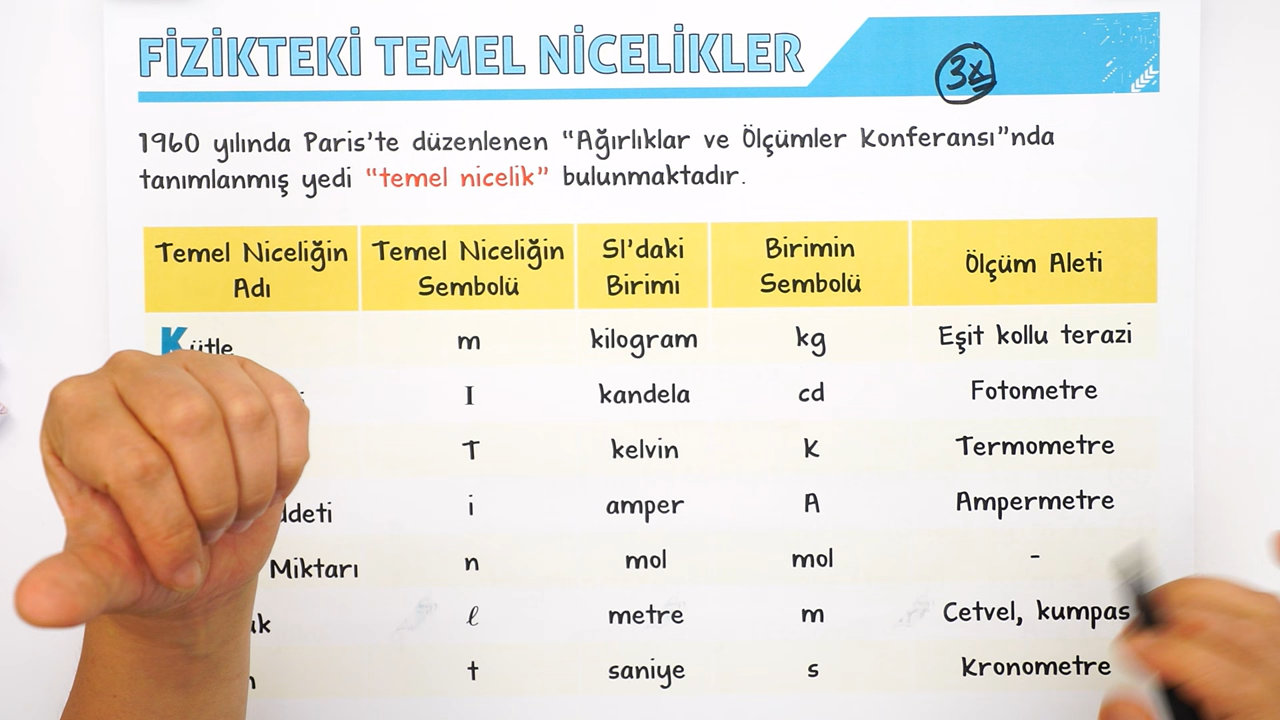 FİZİKTEKİ TEMEL NİCELİKLER
3x
1960 yılında Paris'te düzenlenen “Ağırlıklar ve Ölçümler Konferansı”nda
tanımlanmış yedi “temel nicelik” bulunmaktadır.
Temel Niceliğin Adı Temel Niceliğin Sembolü SI'daki Birimi Birimin Sembolü Ölçüm Aleti
Kütle m kilogram kg Eşit kollu terazi
I kandela cd Fotometre
T kelvin K Termometre
i amper A Ampermetre
Miktarı n mol mol -
ℓ metre m Cetvel, kumpas
t saniye s Kronometre